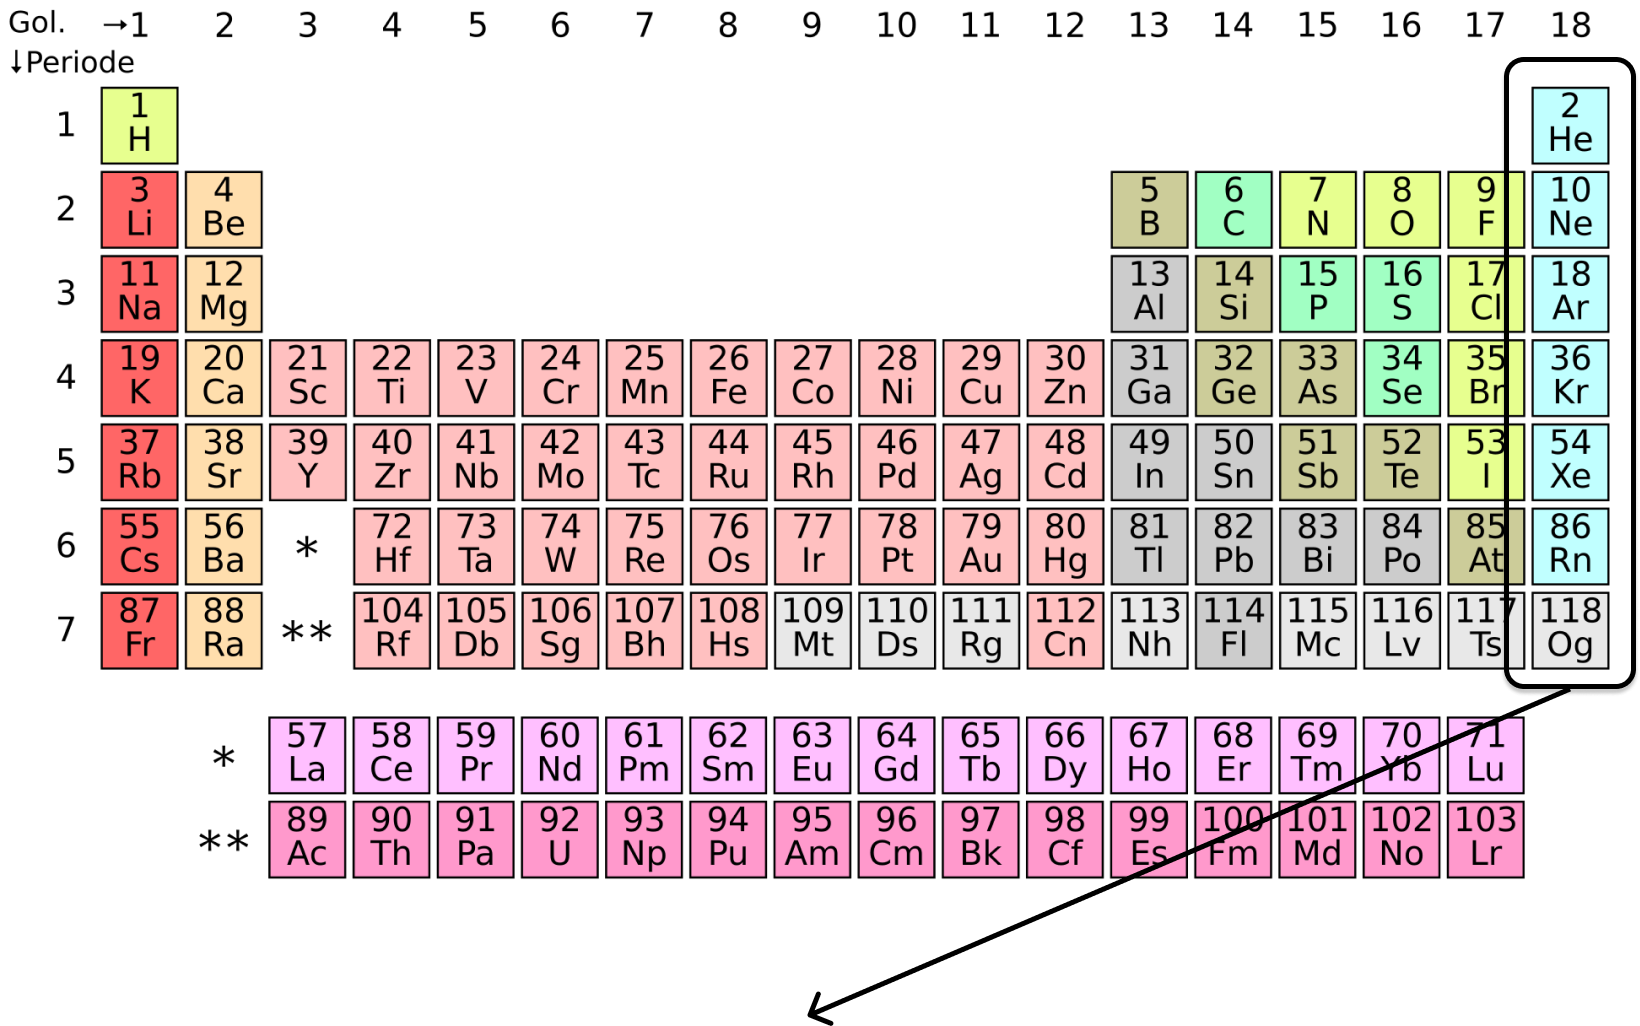 Gol. →1 2 3 4 5 6 7 8 9 10 11 12 13 14 15 16 17 18
↓Periode
1 2
1 H He
3 4 5 6 7 8 9 10
2 Li Be B C N O F Ne
11 12 13 14 15 16 17 18
3 Na Mg Al Si P S Cl Ar
19 20 21 22 23 24 25 26 27 28 29 30 31 32 33 34 35 36
4 K Ca Sc Ti V Cr Mn Fe Co Ni Cu Zn Ga Ge As Se Br Kr
37 38 39 40 41 42 43 44 45 46 47 48 49 50 51 52 53 54
5 Rb Sr Y Zr Nb Mo Tc Ru Rh Pd Ag Cd In Sn Sb Te I Xe
55 56 72 73 74 75 76 77 78 79 80 81 82 83 84 85 86
6 Cs Ba * Hf Ta W Re Os Ir Pt Au Hg Tl Pb Bi Po At Rn
87 88 104 105 106 107 108 109 110 111 112 113 114 115 116 117 118
7 Fr Ra ** Rf Db Sg Bh Hs Mt Ds Rg Cn Nh Fl Mc Lv Ts Og
57 58 59 60 61 62 63 64 65 66 67 68 69 70 71
* La Ce Pr Nd Pm Sm Eu Gd Tb Dy Ho Er Tm Yb Lu
89 90 91 92 93 94 95 96 97 98 99 100 101 102 103
** Ac Th Pa U Np Pu Am Cm Bk Cf Es Fm Md No Lr